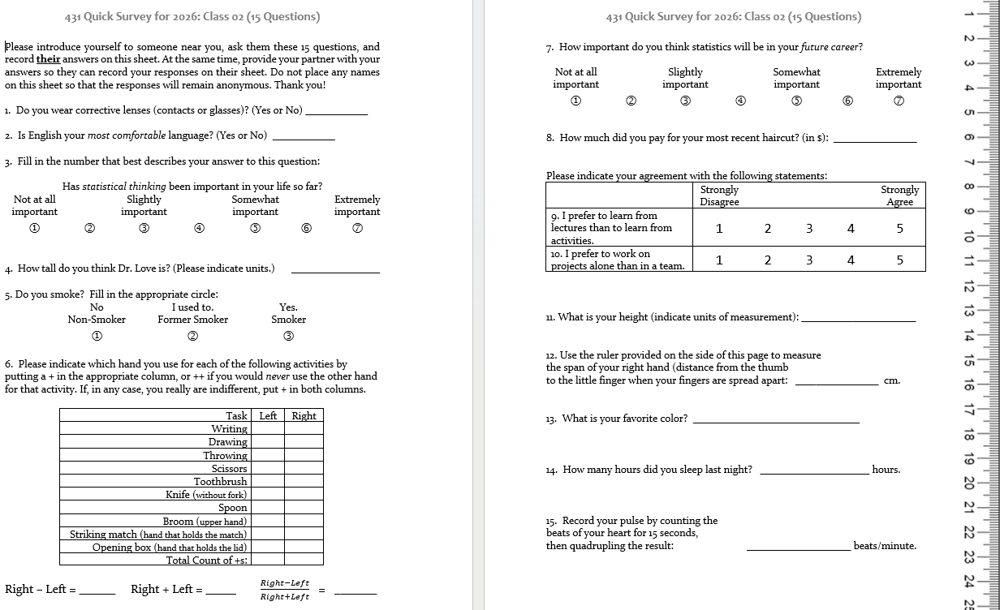 431 Quick Survey for 2026: Class 02 (15 Questions)
Please introduce yourself to someone near you, ask them these 15 questions, and
record their answers on this sheet. At the same time, provide your partner with your
answers so they can record your responses on their sheet. Do not place any names
on this sheet so that the responses will remain anonymous. Thank you!
1. Do you wear corrective lenses (contacts or glasses)? (Yes or No) ____________
2. Is English your most comfortable language? (Yes or No) ____________
3. Fill in the number that best describes your answer to this question:
Has statistical thinking been important in your life so far?
Not at all Slightly Somewhat Extremely
important important important important
① ② ③ ④ ⑤ ⑥ ⑦
4. How tall do you think Dr. Love is? (Please indicate units.) _________________
5. Do you smoke? Fill in the appropriate circle:
No I used to. Yes.
Non-Smoker Former Smoker Smoker
① ② ③
6. Please indicate which hand you use for each of the following activities by
putting a + in the appropriate column, or ++ if you would never use the other hand
for that activity. If, in any case, you really are indifferent, put + in both columns.
Task Left Right
Writing
Drawing
Throwing
Scissors
Toothbrush
Knife (without fork)
Spoon
Broom (upper hand)
Striking match (hand that holds the match)
Opening box (hand that holds the lid)
Total Count of +s:
Right – Left = _______ Right + Left = ______ Right−Left / Right+Left = ________
431 Quick Survey for 2026: Class 02 (15 Questions)
7. How important do you think statistics will be in your future career?
Not at all Slightly Somewhat Extremely
important important important important
① ② ③ ④ ⑤ ⑥ ⑦
8. How much did you pay for your most recent haircut? (in $): ________________
Please indicate your agreement with the following statements:
Strongly Strongly
Disagree Agree
9. I prefer to learn from
lectures than to learn from
activities.
1 2 3 4 5
10. I prefer to work on
projects alone than in a team.
1 2 3 4 5
11. What is your height (indicate units of measurement): ______________________
12. Use the ruler provided on the side of this page to measure
the span of your right hand (distance from the thumb
to the little finger when your fingers are spread apart: ________________ cm.
13. What is your favorite color? ________________________________
14. How many hours did you sleep last night? _____________________ hours.
15. Record your pulse by counting the
beats of your heart for 15 seconds,
then quadrupling the result: ____________________ beats/minute.
1
2
3
4
5
6
7
8
9
10
11
12
13
14
15
16
17
18
19
20
21
22
23
24
25